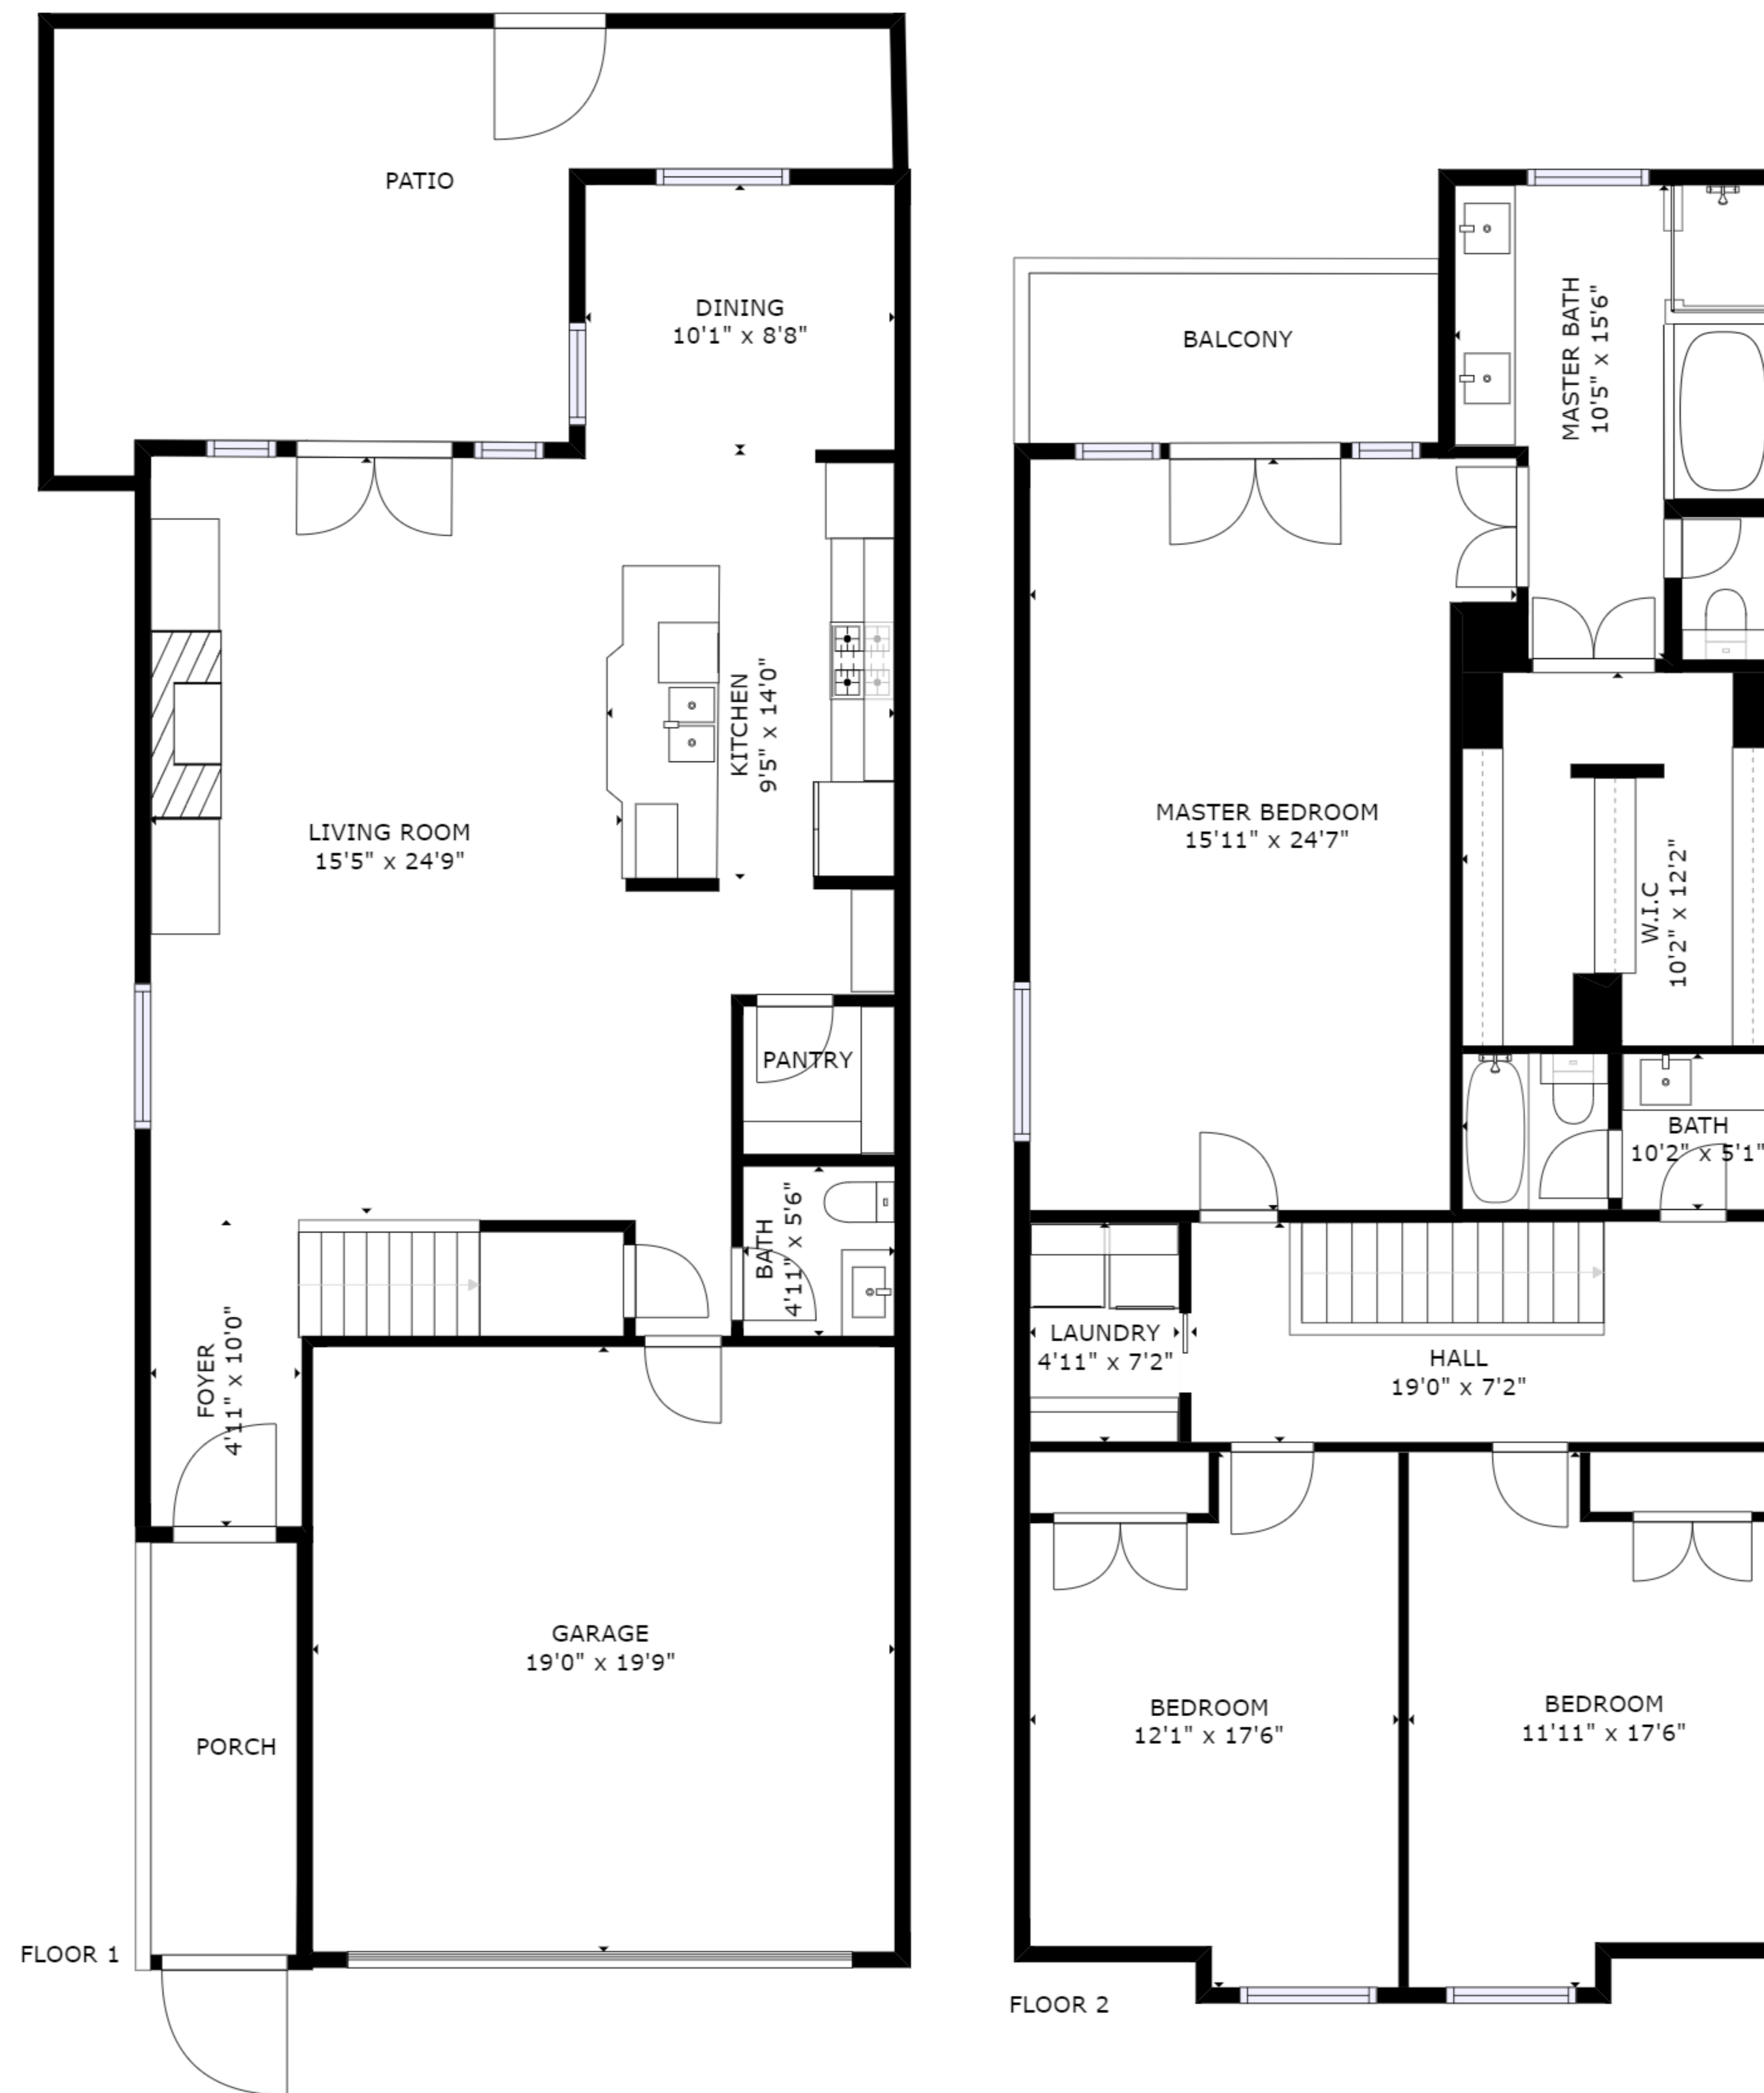 PATIO
DINING
10'1" x 8'8"
KITCHEN
9'5" x 14'0"
LIVING ROOM
15'5" x 24'9"
PANTRY
BATH
4'11" x 5'6"
FOYER
4'11" x 10'0"
GARAGE
19'0" x 19'9"
PORCH
FLOOR 1
BALCONY
MASTER BATH
10'5" x 15'6"
MASTER BEDROOM
15'11" x 24'7"
W.I.C
10'2" x 12'2"
BATH
10'2" x 5'1"
LAUNDRY
4'11" x 7'2"
HALL
19'0" x 7'2"
BEDROOM
12'1" x 17'6"
BEDROOM
11'11" x 17'6"
FLOOR 2